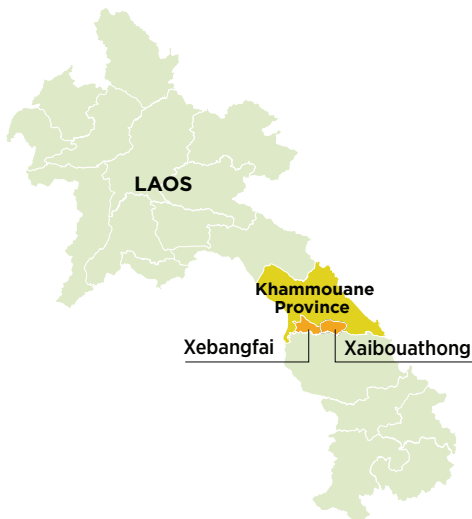 LAOS
Khammouane
Province
Xebangfai
Xaibouathong